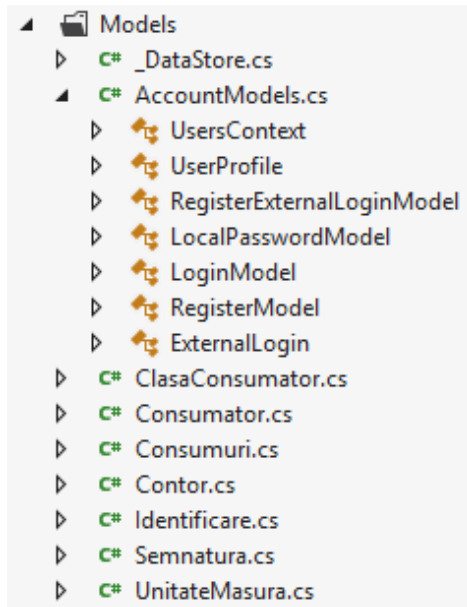 Models
C# _DataStore.cs
C# AccountModels.cs
UsersContext
UserProfile
RegisterExternalLoginModel
LocalPasswordModel
LoginModel
RegisterModel
ExternalLogin
C# ClasaConsumator.cs
C# Consumator.cs
C# Consumuri.cs
C# Contor.cs
C# Identificare.cs
C# Semnatura.cs
C# UnitateMasura.cs